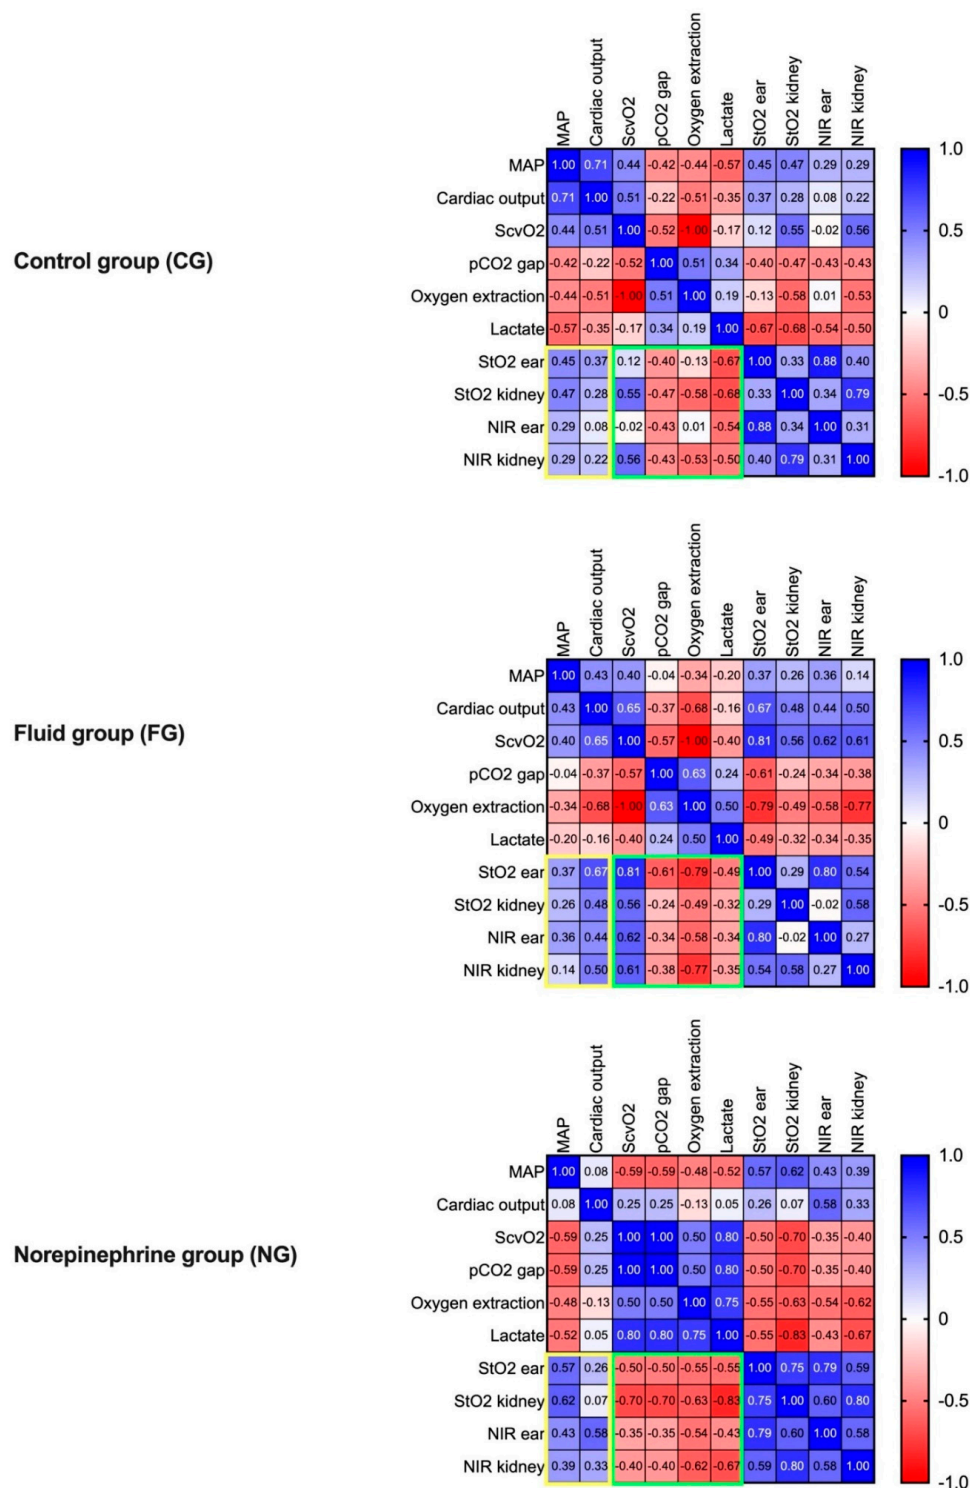 MAP Cardiac output ScvO2 pCO2 gap Oxygen extraction Lactate StO2 ear StO2 kidney NIR ear NIR kidney
MAP 1.00 0.71 0.44 -0.42 -0.44 -0.57 0.45 0.47 0.29 0.29 1.0
Cardiac output 0.71 1.00 0.51 -0.22 -0.51 -0.35 0.37 0.28 0.08 0.22
ScvO2 0.44 0.51 1.00 -0.52 -1.00 -0.17 0.12 0.55 -0.02 0.56 0.5
Control group (CG)
pCO2 gap -0.42 -0.22 -0.52 1.00 0.51 0.34 -0.40 -0.47 -0.43 -0.43
Oxygen extraction -0.44 -0.51 -1.00 0.51 1.00 0.19 -0.13 -0.58 0.01 -0.53 0
Lactate -0.57 -0.35 -0.17 0.34 0.19 1.00 -0.67 -0.68 -0.54 -0.50
StO2 ear 0.45 0.37 0.12 -0.40 -0.13 -0.67 1.00 0.33 0.88 0.40
StO2 kidney 0.47 0.28 0.55 -0.47 -0.58 -0.68 0.33 1.00 0.34 0.79 -0.5
NIR ear 0.29 0.08 -0.02 -0.43 0.01 -0.54 0.88 0.34 1.00 0.31
NIR kidney 0.29 0.22 0.56 -0.43 -0.53 -0.50 0.40 0.79 0.31 1.00 -1.0
MAP Cardiac output ScvO2 pCO2 gap Oxygen extraction Lactate StO2 ear StO2 kidney NIR ear NIR kidney
MAP 1.00 0.43 0.40 -0.04 -0.34 -0.20 0.37 0.26 0.36 0.14 1.0
Cardiac output 0.43 1.00 0.65 -0.37 -0.68 -0.16 0.67 0.48 0.44 0.50
Fluid group (FG)
ScvO2 0.40 0.65 1.00 -0.57 -1.00 -0.40 0.81 0.56 0.62 0.61 0.5
pCO2 gap -0.04 -0.37 -0.57 1.00 0.63 0.24 -0.61 -0.24 -0.34 -0.38
Oxygen extraction -0.34 -0.68 -1.00 0.63 1.00 0.50 -0.79 -0.49 -0.58 -0.77 0
Lactate -0.20 -0.16 -0.40 0.24 0.50 1.00 -0.49 -0.32 -0.34 -0.35
StO2 ear 0.37 0.67 0.81 -0.61 -0.79 -0.49 1.00 0.29 0.80 0.54
StO2 kidney 0.26 0.48 0.56 -0.24 -0.49 -0.32 0.29 1.00 -0.02 0.58 -0.5
NIR ear 0.36 0.44 0.62 -0.34 -0.58 -0.34 0.80 -0.02 1.00 0.27
NIR kidney 0.14 0.50 0.61 -0.38 -0.77 -0.35 0.54 0.58 0.27 1.00 -1.0
MAP Cardiac output ScvO2 pCO2 gap Oxygen extraction Lactate StO2 ear StO2 kidney NIR ear NIR kidney
MAP 1.00 0.08 -0.59 -0.59 -0.48 -0.52 0.57 0.62 0.43 0.39 1.0
Cardiac output 0.08 1.00 0.25 0.25 -0.13 0.05 0.26 0.07 0.58 0.33
ScvO2 -0.59 0.25 1.00 1.00 0.50 0.80 -0.50 -0.70 -0.35 -0.40 0.5
Norepinephrine group (NG)
pCO2 gap -0.59 0.25 1.00 1.00 0.50 0.80 -0.50 -0.70 -0.35 -0.40
Oxygen extraction -0.48 -0.13 0.50 0.50 1.00 0.75 -0.55 -0.63 -0.54 -0.62 0
Lactate -0.52 0.05 0.80 0.80 0.75 1.00 -0.55 -0.83 -0.43 -0.67
StO2 ear 0.57 0.26 -0.50 -0.50 -0.55 -0.55 1.00 0.75 0.79 0.59
StO2 kidney 0.62 0.07 -0.70 -0.70 -0.63 -0.83 0.75 1.00 0.60 0.80 -0.5
NIR ear 0.43 0.58 -0.35 -0.35 -0.54 -0.43 0.79 0.60 1.00 0.58
NIR kidney 0.39 0.33 -0.40 -0.40 -0.62 -0.67 0.59 0.80 0.58 1.00 -1.0